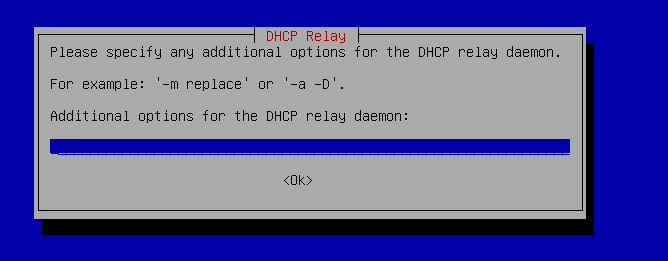 DHCP Relay
Please specify any additional options for the DHCP relay daemon.
For example: '-m replace' or '-a -D'.
Additional options for the DHCP relay daemon:
<Ok>